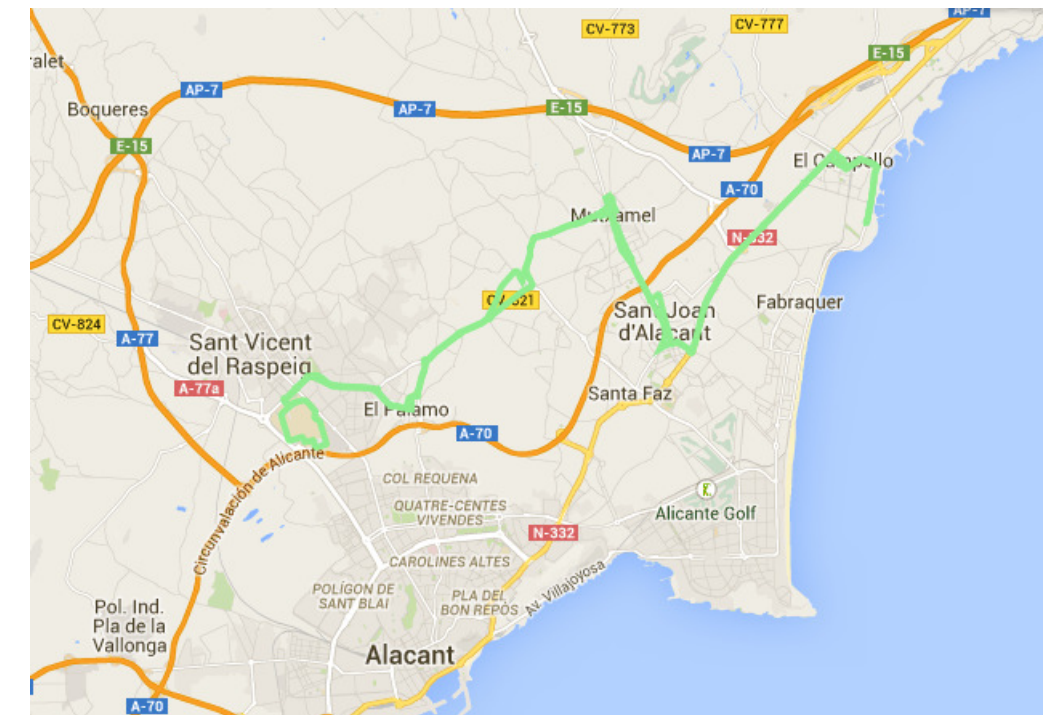 AP-7
CV-773
CV-777
E-15
ralet
AP-7
Boqueres
AP-7
E-15
E-15
AP-7
El Campello
A-70
Mutxamel
N-332
CV-821
Fabraquer
Sant Joan
d'Alacant
CV-824
A-77
Sant Vicent
del Raspeig
A-77a
Santa Faz
El Palamo
A-70
Circunvalación de Alicante
COL REQUENA
Alicante Golf
QUATRE-CENTES
VIVENDES
N-332
CAROLINES ALTES
Av. Villajoyosa
POLÍGON DE
SANT BLAI
PLA DEL
BON REPÒS
Pol. Ind.
Pla de la
Vallonga
Alacant
A-70